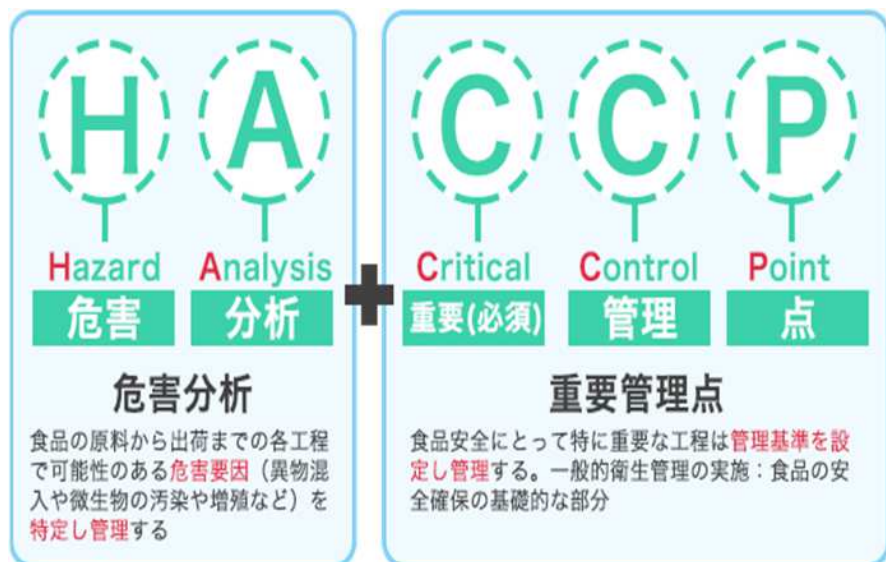 H A
Hazard Analysis
危害 分析
危害分析
食品の原料から出荷までの各工程
で可能性のある危害要因（異物混
入や微生物の汚染や増殖など）を
特定し管理する
+
C C P
Critical Control Point
重要(必須) 管理 点
重要管理点
食品安全にとって特に重要な工程は管理基準を設
定し管理する。一般的衛生管理の実施：食品の安
全確保の基礎的な部分